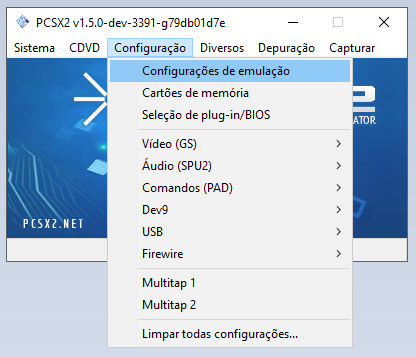 PCSX2 v1.5.0-dev-3391-g79db01d7e
Sistema CDVD Configuração Diversos Depuração Capturar
Configurações de emulação
Cartões de memória
Seleção de plug-in/BIOS
Vídeo (GS)
Áudio (SPU2)
Comandos (PAD)
Dev9
USB
Firewire
Multitap 1
Multitap 2
Limpar todas configurações...
PCSX2.NET